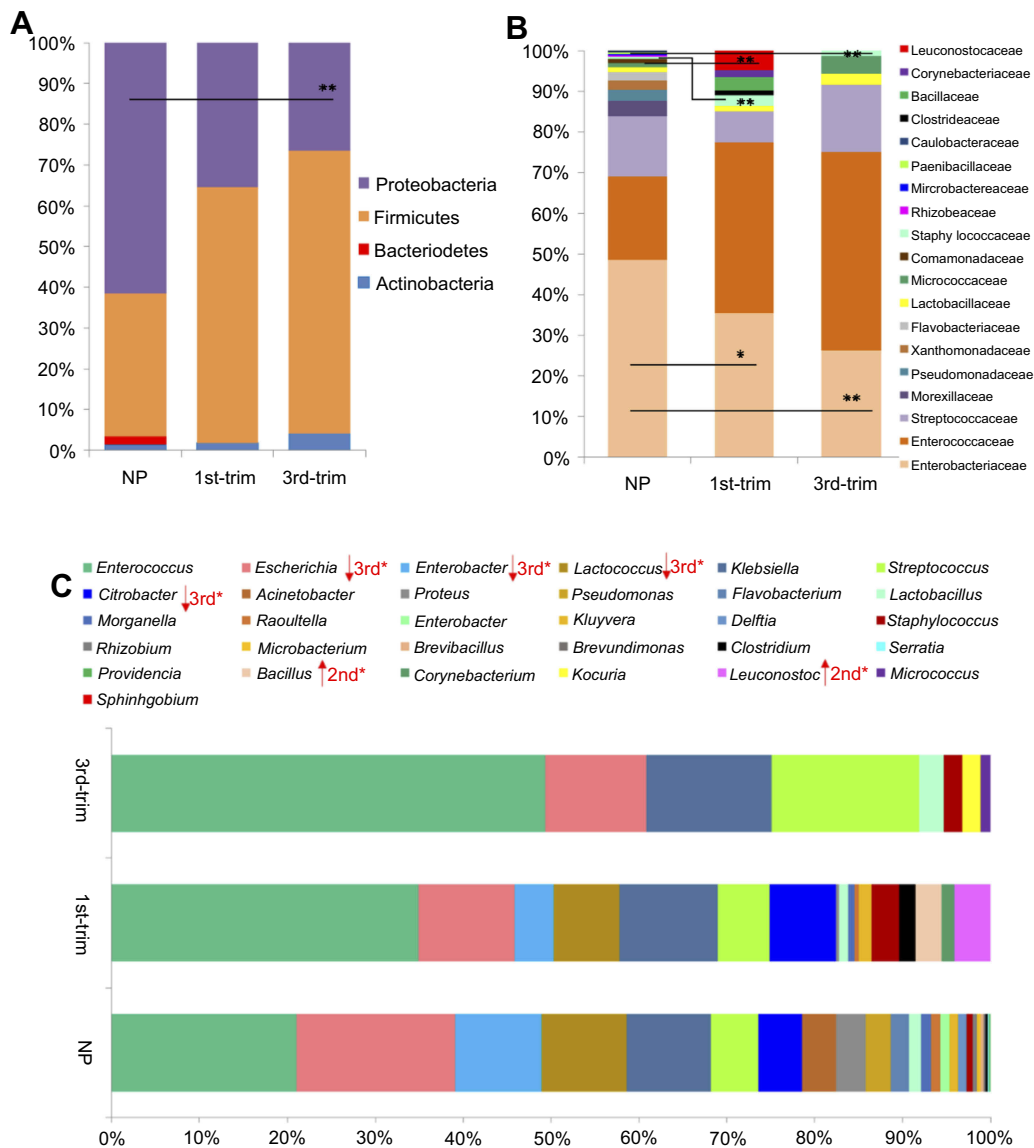 A
100%
90%
80%
70%
60%
50%
40%
30%
20%
10%
0%
**
NP 1st-trim 3rd-trim
Proteobacteria
Firmicutes
Bacteriodetes
Actinobacteria
B
100%
90%
80%
70%
60%
50%
40%
30%
20%
10%
0%
**
**
**
*
**
NP 1st-trim 3rd-trim
Leuconostocaceae
Corynebacteriaceae
Bacillaceae
Clostrideaceae
Caulobacteraceae
Paenibacillaceae
Mircrobactereaceae
Rhizobeaceae
Staphy lococcaceae
Comamonadaceae
Micrococcaceae
Lactobacillaceae
Flavobacteriaceae
Xanthomonadaceae
Pseudomonadaceae
Morexillaceae
Streptococcaceae
Enterococcaceae
Enterobacteriaceae
C
Enterococcus Escherichia ↓3rd* Enterobacter ↓3rd* Lactococcus ↓3rd* Klebsiella Streptococcus
Citrobacter ↓3rd* Acinetobacter Proteus Pseudomonas Flavobacterium Lactobacillus
Morganella Raoultella Enterobacter Kluyvera Delftia Staphylococcus
Rhizobium Microbacterium Brevibacillus Brevundimonas Clostridium Serratia
Providencia Bacillus ↑2nd* Corynebacterium Kocuria Leuconostoc ↑2nd* Micrococcus
Sphinhgobium
3rd-trim
1st-trim
NP
0% 10% 20% 30% 40% 50% 60% 70% 80% 90% 100%